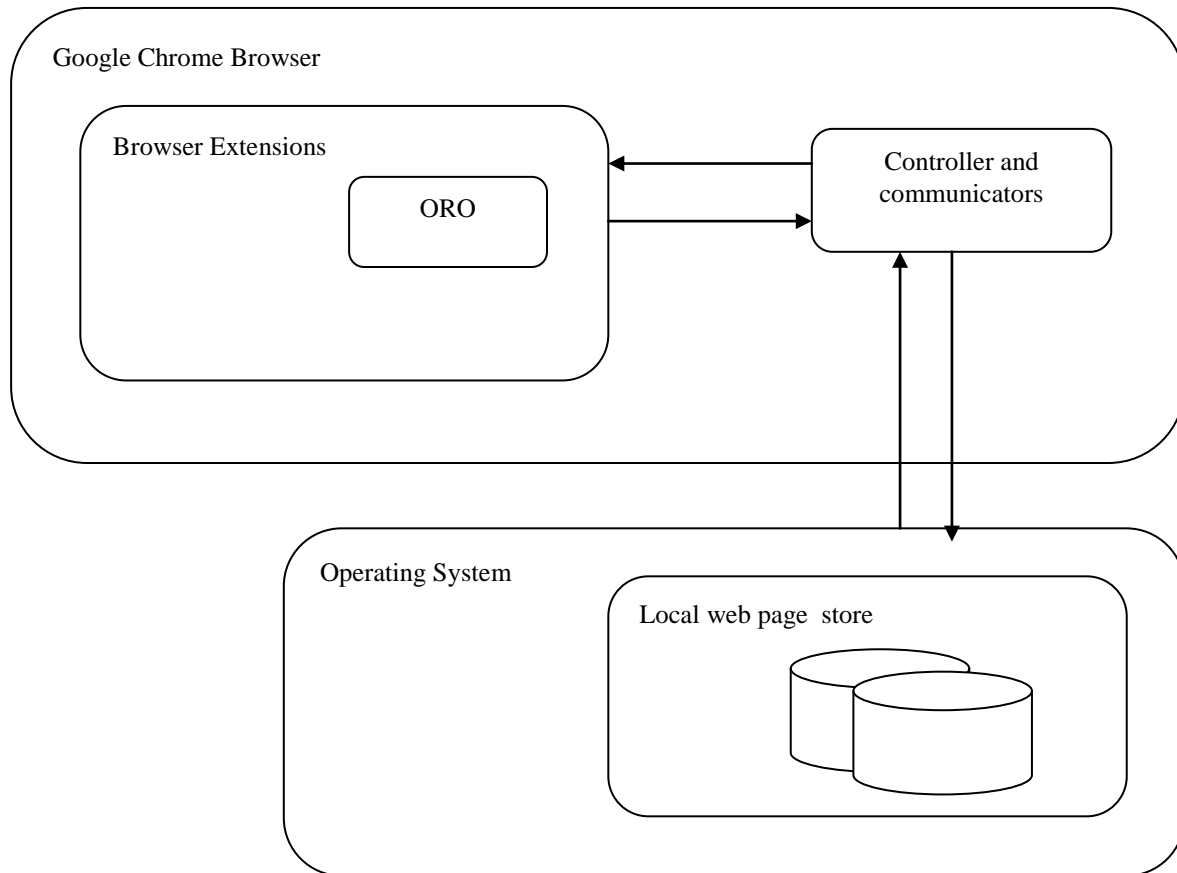 Google Chrome Browser
Browser Extensions
ORO
Controller and
communicators
Operating System
Local web page  store